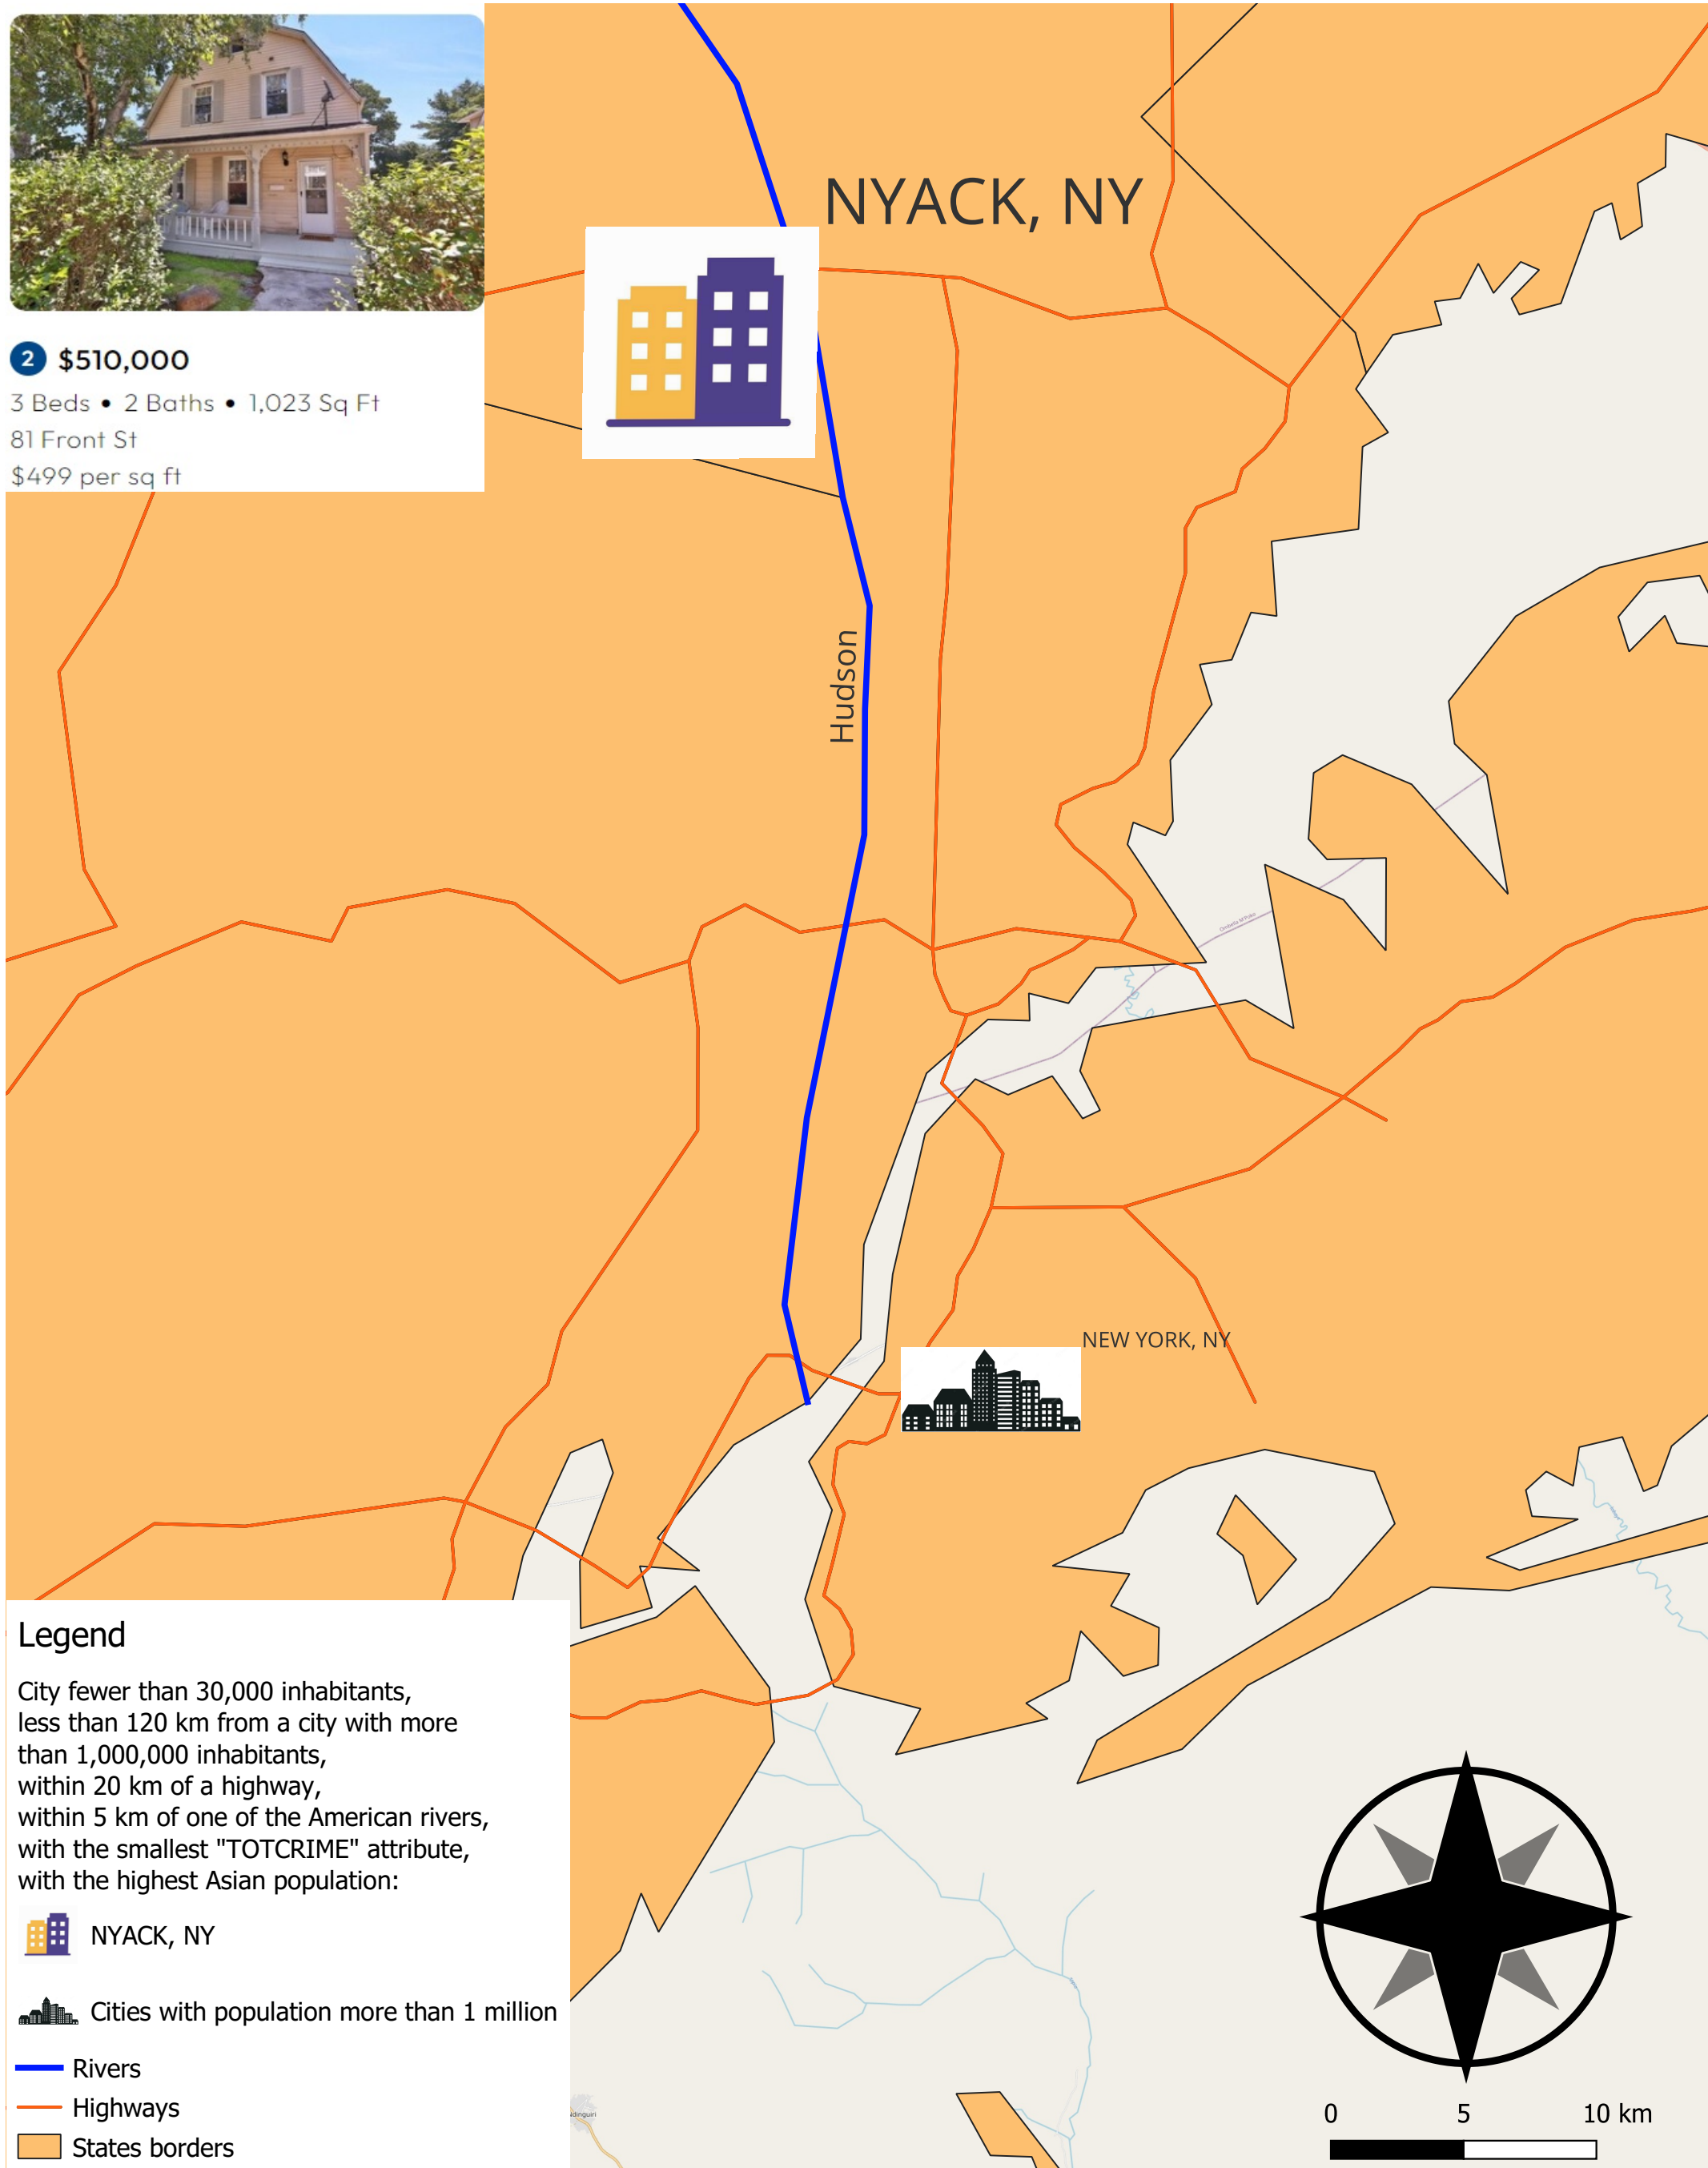 2 $510,000
3 Beds • 2 Baths • 1,023 Sq Ft
81 Front St
$499 per sq ft
NYACK, NY
Hudson
Ombella M'Poko
NEW YORK, NY
Legend
City fewer than 30,000 inhabitants,
less than 120 km from a city with more
than 1,000,000 inhabitants,
within 20 km of a highway,
within 5 km of one of the American rivers,
with the smallest "TOTCRIME" attribute,
with the highest Asian population:
NYACK, NY
Cities with population more than 1 million
Rivers
Highways
States borders
0 5 10 km